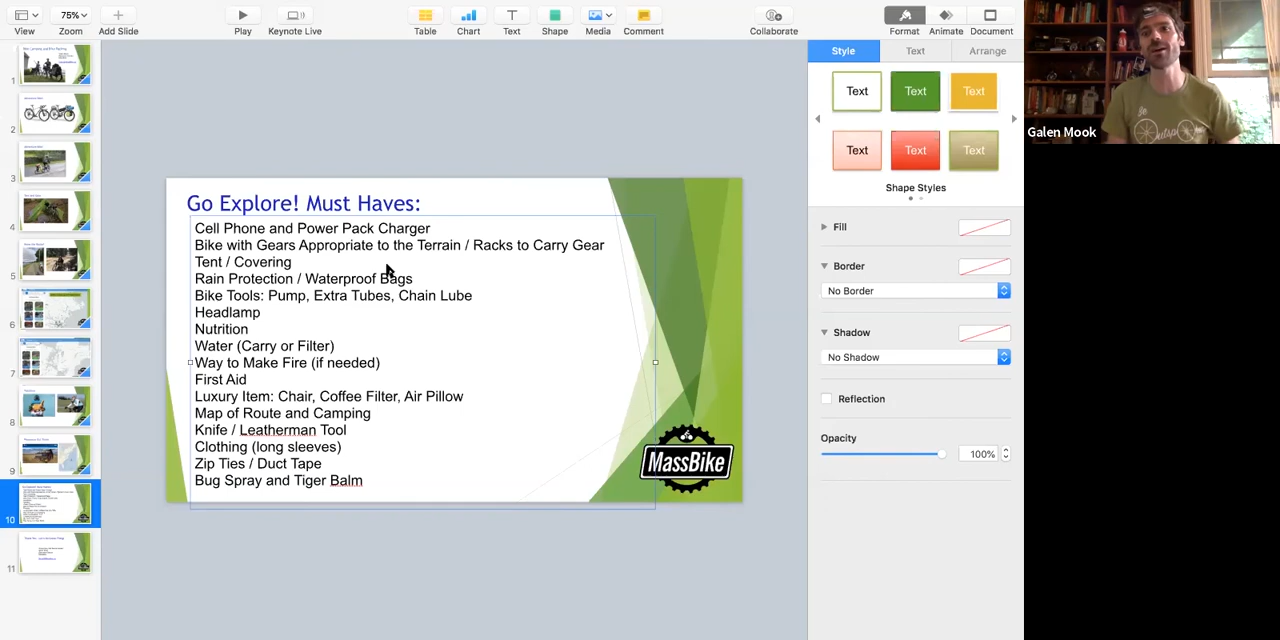 View
75%
Zoom
Add Slide
Play
Keynote Live
Table
Chart
Text
Shape
Media
Comment
Collaborate
Format
Animate
Document
Style
Text
Arrange
Text
Text
Text
Text
Text
Text
Shape Styles
Fill
Border
No Border
Shadow
No Shadow
Reflection
Opacity
100%
1
2
3
4
5
6
7
8
9
10
11
Go Explore! Must Haves:
Cell Phone and Power Pack Charger
Bike with Gears Appropriate to the Terrain / Racks to Carry Gear
Tent / Covering
Rain Protection / Waterproof Bags
Bike Tools: Pump, Extra Tubes, Chain Lube
Headlamp
Nutrition
Water (Carry or Filter)
Way to Make Fire (if needed)
First Aid
Luxury Item: Chair, Coffee Filter, Air Pillow
Map of Route and Camping
Knife / Leatherman Tool
Clothing (long sleeves)
Zip Ties / Duct Tape
Bug Spray and Tiger Balm
MassBike
Galen Mook